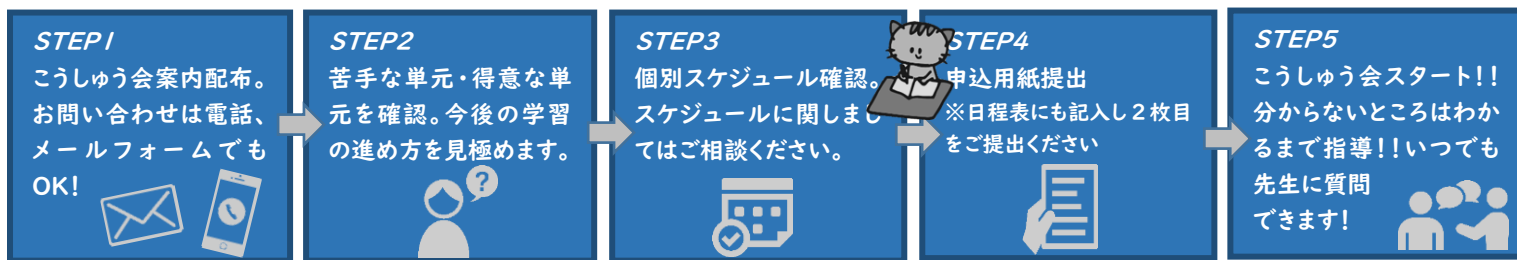 STEP1
こうしゅう会案内配布。
お問い合わせは電話、
メールフォームでも
OK!
STEP2
苦手な単元・得意な単
元を確認。今後の学習
の進め方を見極めます。
STEP3
個別スケジュール確認。
スケジュールに関しまし
てはご相談ください。
STEP4
申込用紙提出
※日程表にも記入し2枚目
をご提出ください
STEP5
こうしゅう会スタート!!
分からないところはわか
るまで指導!!いつでも
先生に質問
できます!